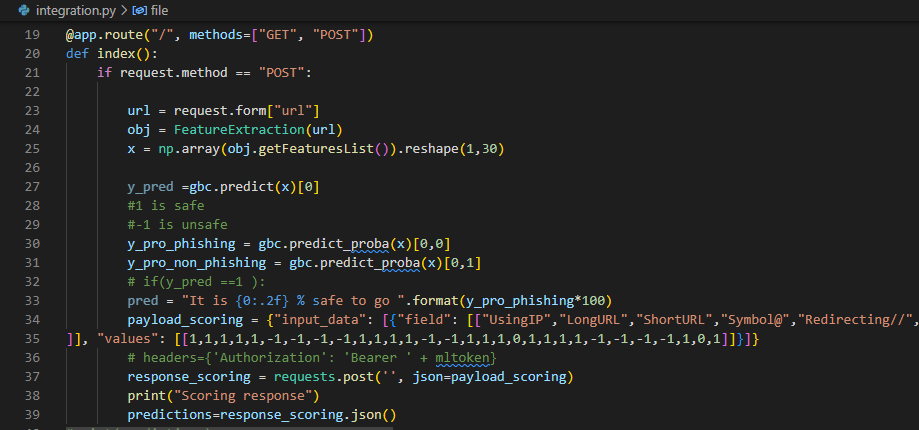 integration.py > file
19 @app.route("/", methods=["GET", "POST"])
20 def index():
21 if request.method == "POST":
22
23 url = request.form["url"]
24 obj = FeatureExtraction(url)
25 x = np.array(obj.getFeaturesList()).reshape(1,30)
26
27 y_pred =gbc.predict(x)[0]
28 #1 is safe
29 #-1 is unsafe
30 y_pro_phishing = gbc.predict_proba(x)[0,0]
31 y_pro_non_phishing = gbc.predict_proba(x)[0,1]
32 # if(y_pred ==1 ):
33 pred = "It is {0:.2f} % safe to go ".format(y_pro_phishing*100)
34 payload_scoring = {"input_data": [{"field": [["UsingIP","LongURL","ShortURL","Symbol@","Redirecting//",
35 ]], "values": [[1,1,1,1,1,-1,-1,-1,-1,1,1,1,1,-1,-1,1,1,1,0,1,1,1,1,-1,-1,-1,-1,1,0,1]]}]}
36 # headers={'Authorization': 'Bearer ' + mltoken}
37 response_scoring = requests.post('', json=payload_scoring)
38 print("Scoring response")
39 predictions=response_scoring.json()